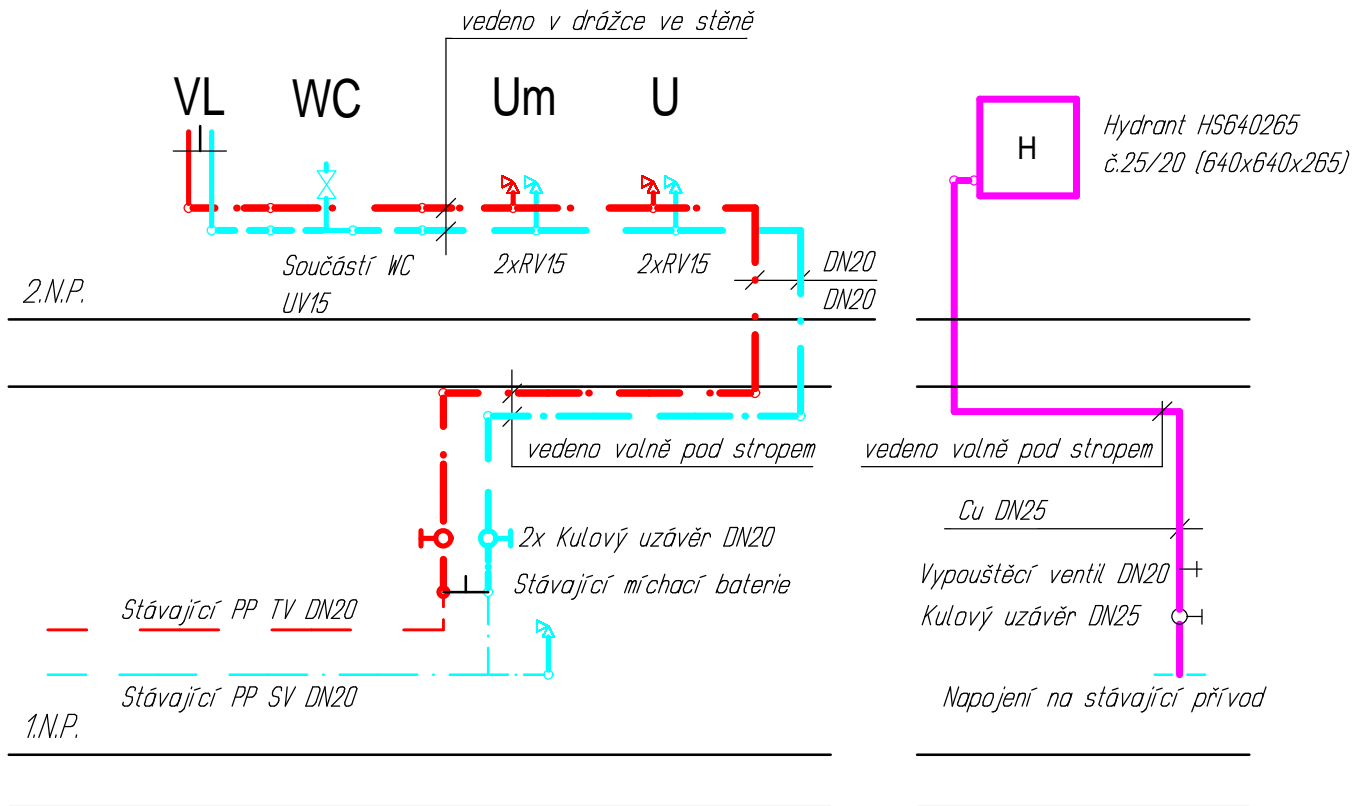 vedeno v drážce ve stěně
VL
WC
Um
U
Součástí WC
UV15
2xRV15
2xRV15
DN20
DN20
2.N.P.
vedeno volně pod stropem
2x Kulový uzávěr DN20
Stávající míchací baterie
Stávající PP TV DN20
Stávající PP SV DN20
1.N.P.
H
Hydrant HS640265
č.25/20 (640x640x265)
vedeno volně pod stropem
Cu DN25
Vypouštěcí ventil DN20
Kulový uzávěr DN25
Napojení na stávající přívod